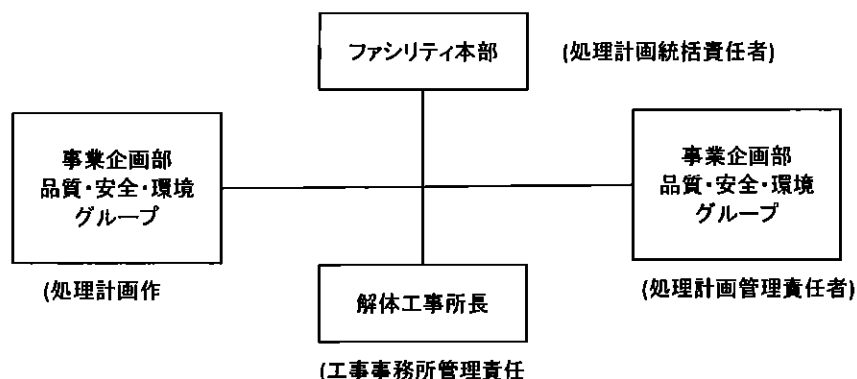 ファシリティ本部
(処理計画統括責任者)
事業企画部
品質・安全・環境
グループ
(処理計画作
事業企画部
品質・安全・環境
グループ
(処理計画管理責任者)
解体工事所長
(工事事務所管理責任